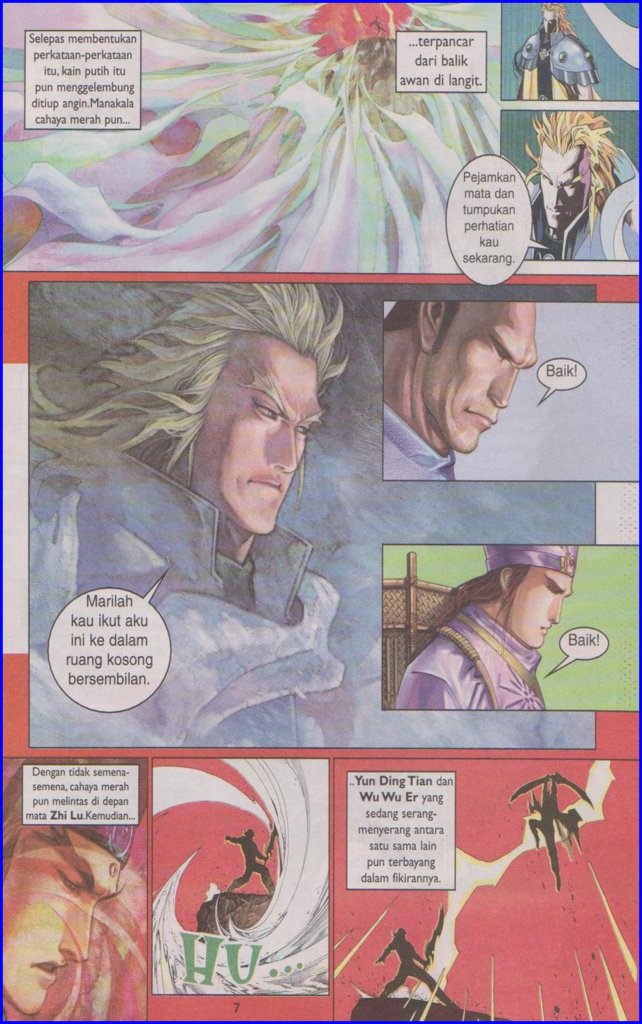 Selepas membentukan
perkataan-perkataan
itu, kain putih itu
pun menggelembung
ditiup angin.Manakala
cahaya merah pun...
...terpancar
dari balik
awan di langit.
Pejamkan
mata dan
tumpukan
perhatian
kau
sekarang.
Baik!
Marilah
kau ikut aku
ini ke dalam
ruang kosong
bersembilan.
Baik!
Dengan tidak semena-
semena, cahaya merah
pun melintas di depan
mata Zhi Lu.Kemudian...
HU...
..Yun Ding Tian dan
Wu Wu Er yang
sedang serang-
menyerang antara
satu sama lain
pun terbayang
dalam fikirannya.
7